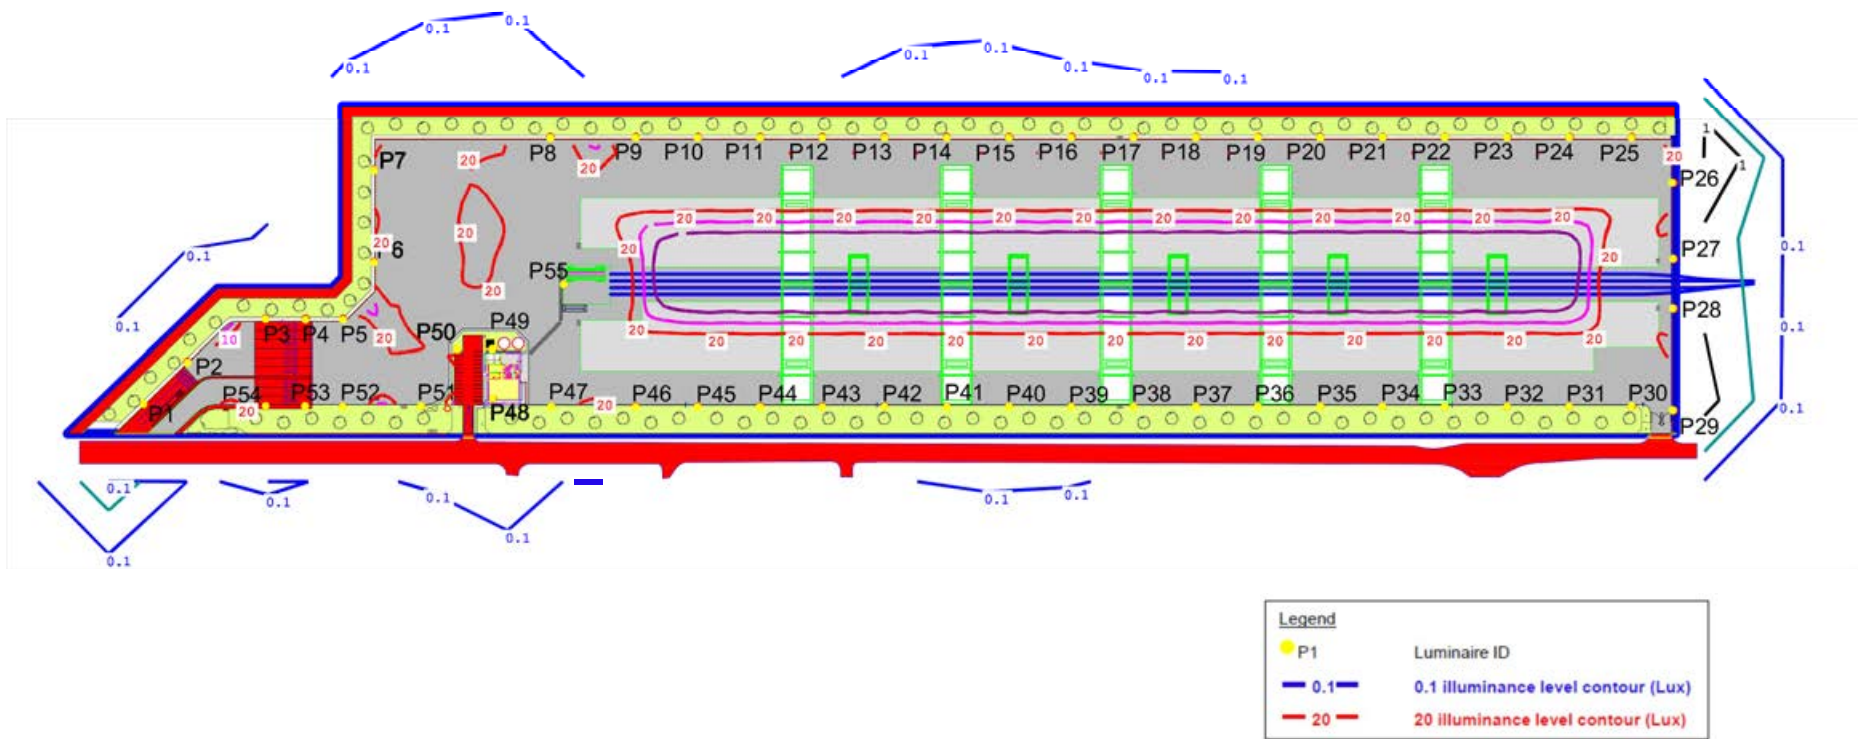 0.1
0.1
0.1
0.1 0.1 0.1 0.1 0.1
P7 20 P8 20 P9 P10 P11 P12 P13 P14 P15 P16 P17 P18 P19 P20 P21 P22 P23 P24 P25 20 1 1
P26
20 20 20 20 20 20 20 20 20 20 20 20
0.1 20 6 20 20 20 P27 0.1
P55
20
0.1 P28 0.1
10 P3 P4 P5 20 P50 P49 20
20 20 20 20 20 20 20 20 20 20 20 20
P2
P1 P54 20 P53 P52 P51 P48 P47 20 P46 P45 P44 P43 P42 P41 P40 P39 P38 P37 P36 P35 P34 P33 P32 P31 P30 0.1
P29
0.1 0.1 0.1 0.1 0.1
0.1 0.1
Legend
P1 Luminaire ID
0.1 0.1 illuminance level contour (Lux)
20 20 illuminance level contour (Lux)